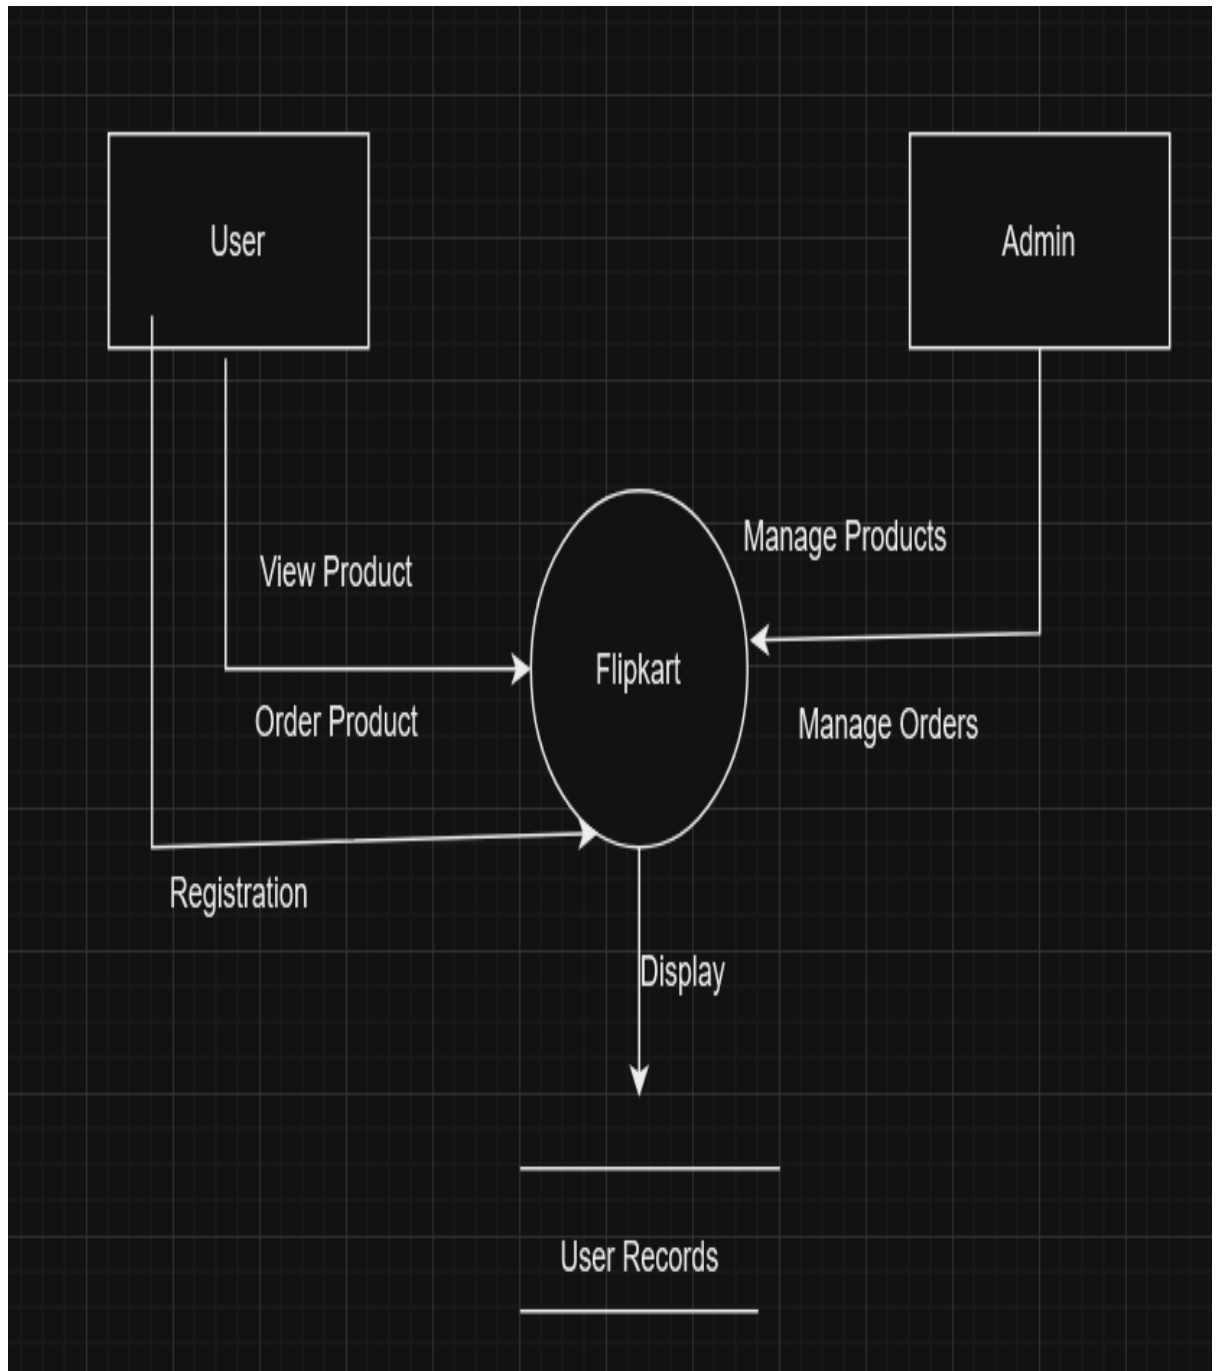 User
Admin
Manage Products
View Product
Flipkart
Order Product
Manage Orders
Registration
Display
User Records